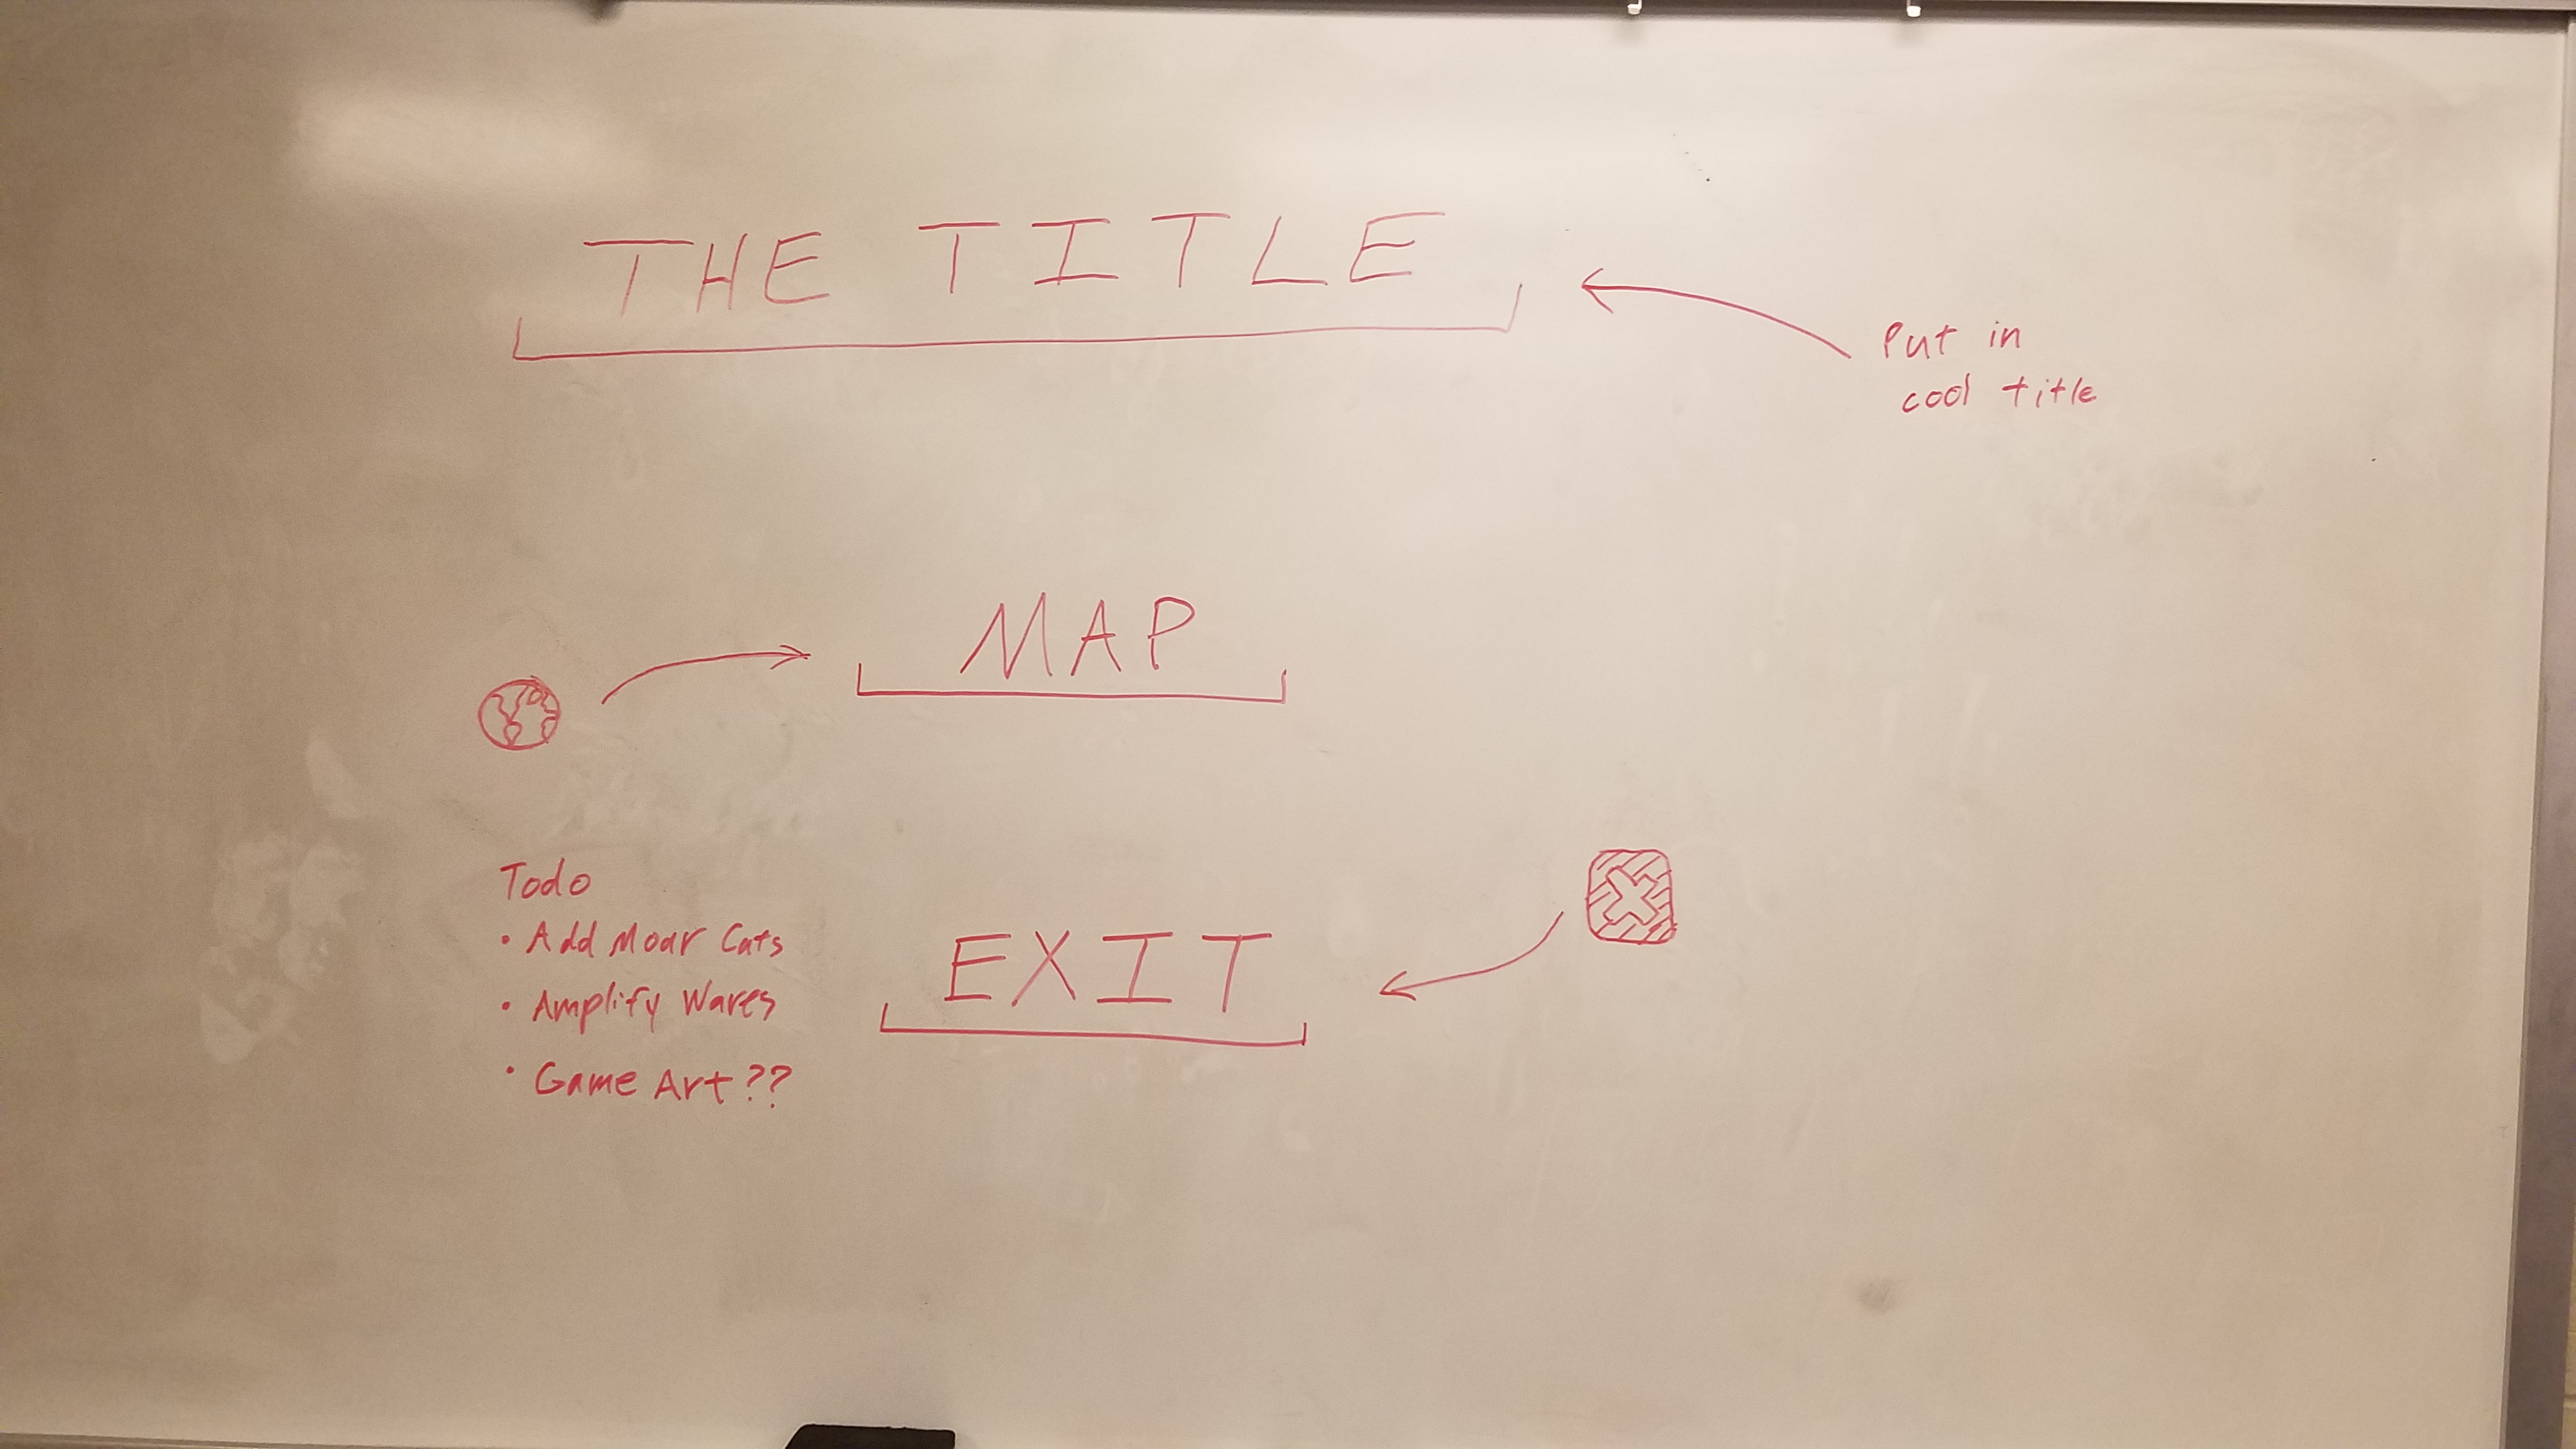 THE TITLE
Put in
cool title
MAP
Todo
• Add Moar Cats
• Amplify Waves
• Game Art??
EXIT